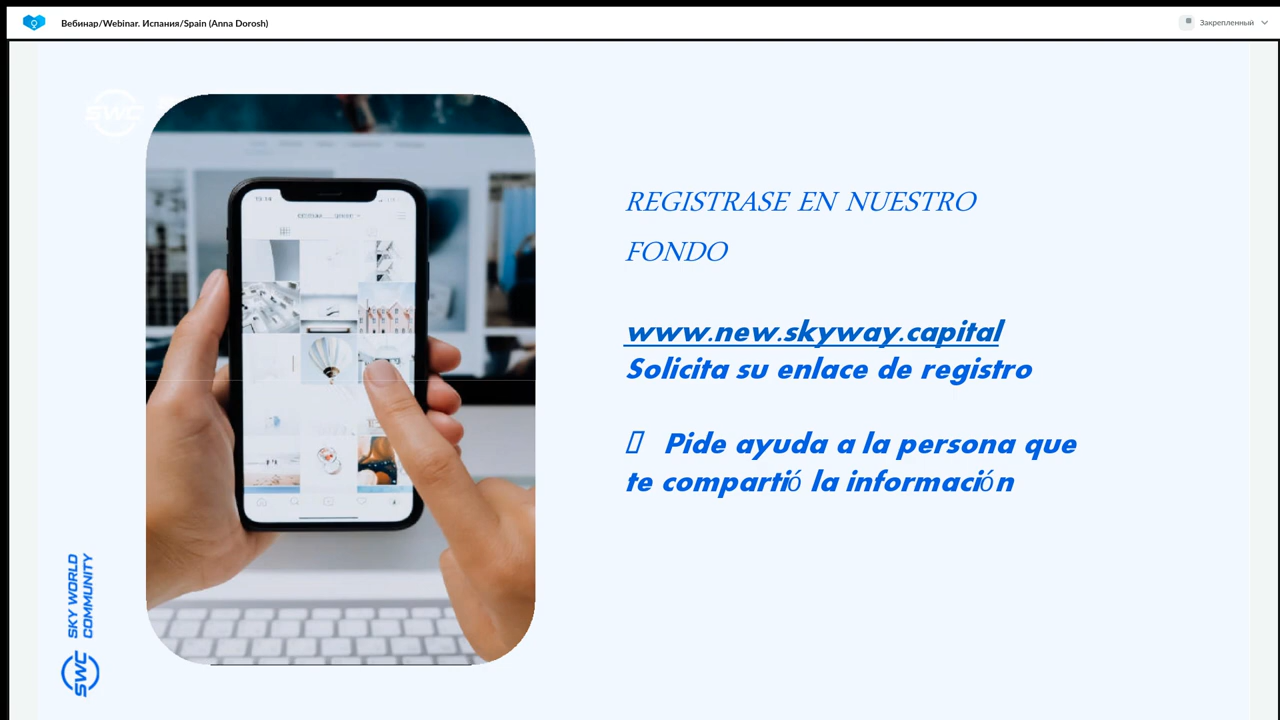 Вебинар/Webinar. Испания/Spain (Anna Dorosh)
Закрепленный
SWC
REGISTRASE EN NUESTRO
FONDO
www.new.skyway.capital
Solicita su enlace de registro
Pide ayuda a la persona que
te compartió la información
SKY WORLD
COMMUNITY
SWC